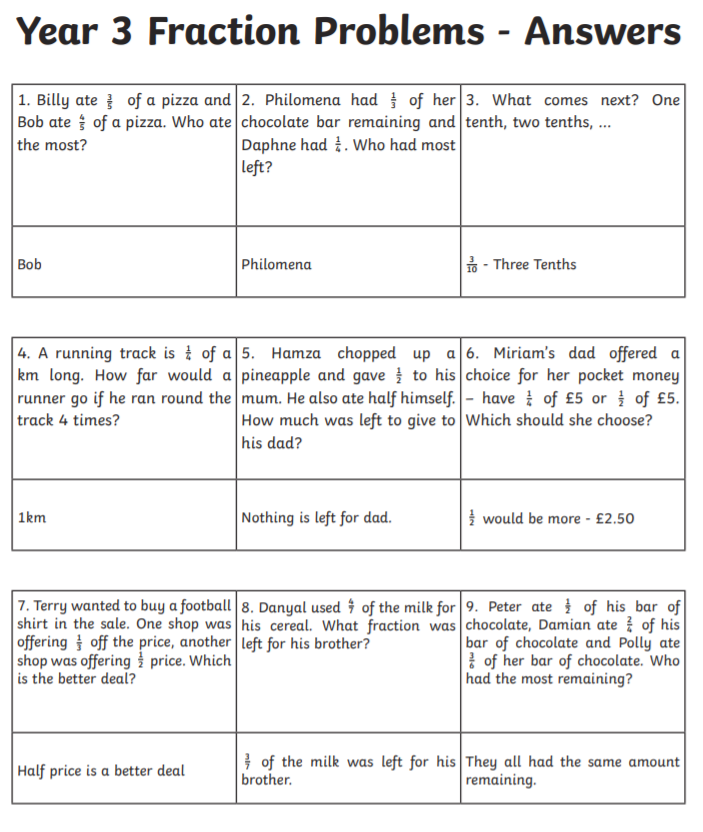 Year 3 Fraction Problems - Answers
1. Billy ate 3/5 of a pizza and
Bob ate 4/5 of a pizza. Who ate
the most?
2. Philomena had 1/3 of her
chocolate bar remaining and
Daphne had 1/4. Who had most
left?
3. What comes next? One
tenth, two tenths, ...
Bob
Philomena
3/10 - Three Tenths
4. A running track is 1/4 of a
km long. How far would a
runner go if he ran round the
track 4 times?
5. Hamza chopped up a
pineapple and gave 1/2 to his
mum. He also ate half himself.
How much was left to give to
his dad?
6. Miriam's dad offered a
choice for her pocket money
– have 1/4 of £5 or 1/2 of £5.
Which should she choose?
1km
Nothing is left for dad.
1/2 would be more - £2.50
7. Terry wanted to buy a football
shirt in the sale. One shop was
offering 1/3 off the price, another
shop was offering 1/2 price. Which
is the better deal?
8. Danyal used 4/7 of the milk for
his cereal. What fraction was
left for his brother?
9. Peter ate 1/2 of his bar of
chocolate, Damian ate 2/4 of his
bar of chocolate and Polly ate
3/6 of her bar of chocolate. Who
had the most remaining?
Half price is a better deal
3/7 of the milk was left for his
brother.
They all had the same amount
remaining.